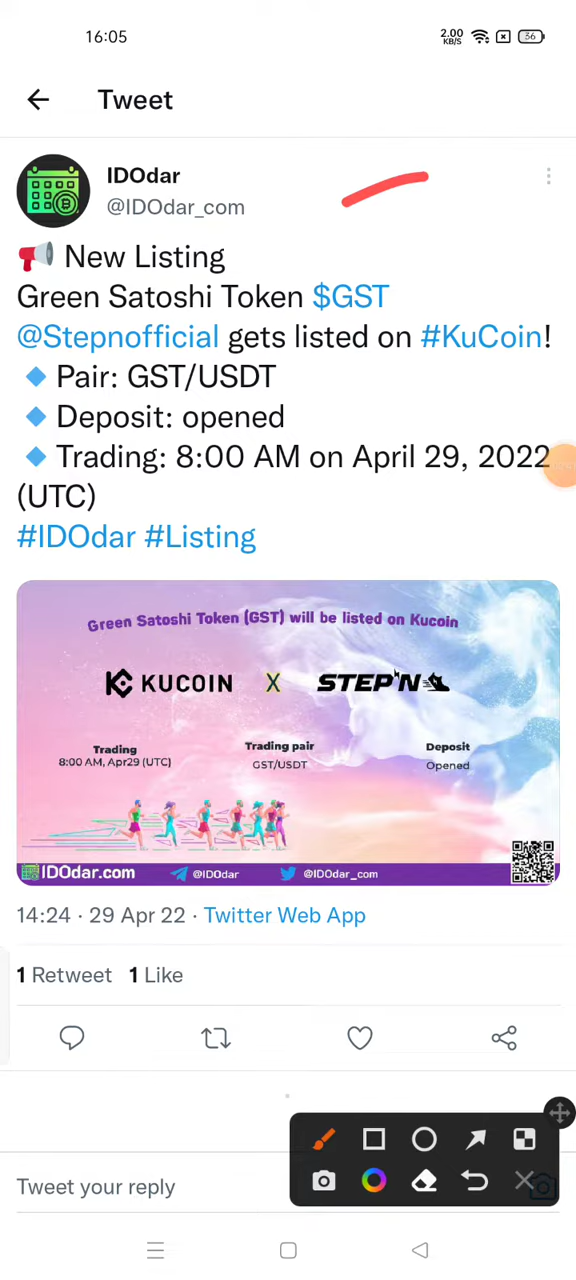 16:05
2.00
KB/S
36
Tweet
IDOdar
@IDOdar_com
New Listing
Green Satoshi Token $GST
@Stepnofficial gets listed on #KuCoin!
Pair: GST/USDT
Deposit: opened
Trading: 8:00 AM on April 29, 2022
(UTC)
#IDOdar #Listing
Green Satoshi Token (GST) will be listed on Kucoin
KUCOIN X STEP'N
Trading
8:00 AM, Apr29 (UTC)
Trading pair
GST/USDT
Deposit
Opened
IDOdar.com @IDOdar @IDOdar_com
14:24 · 29 Apr 22 · Twitter Web App
1 Retweet 1 Like
Tweet your reply